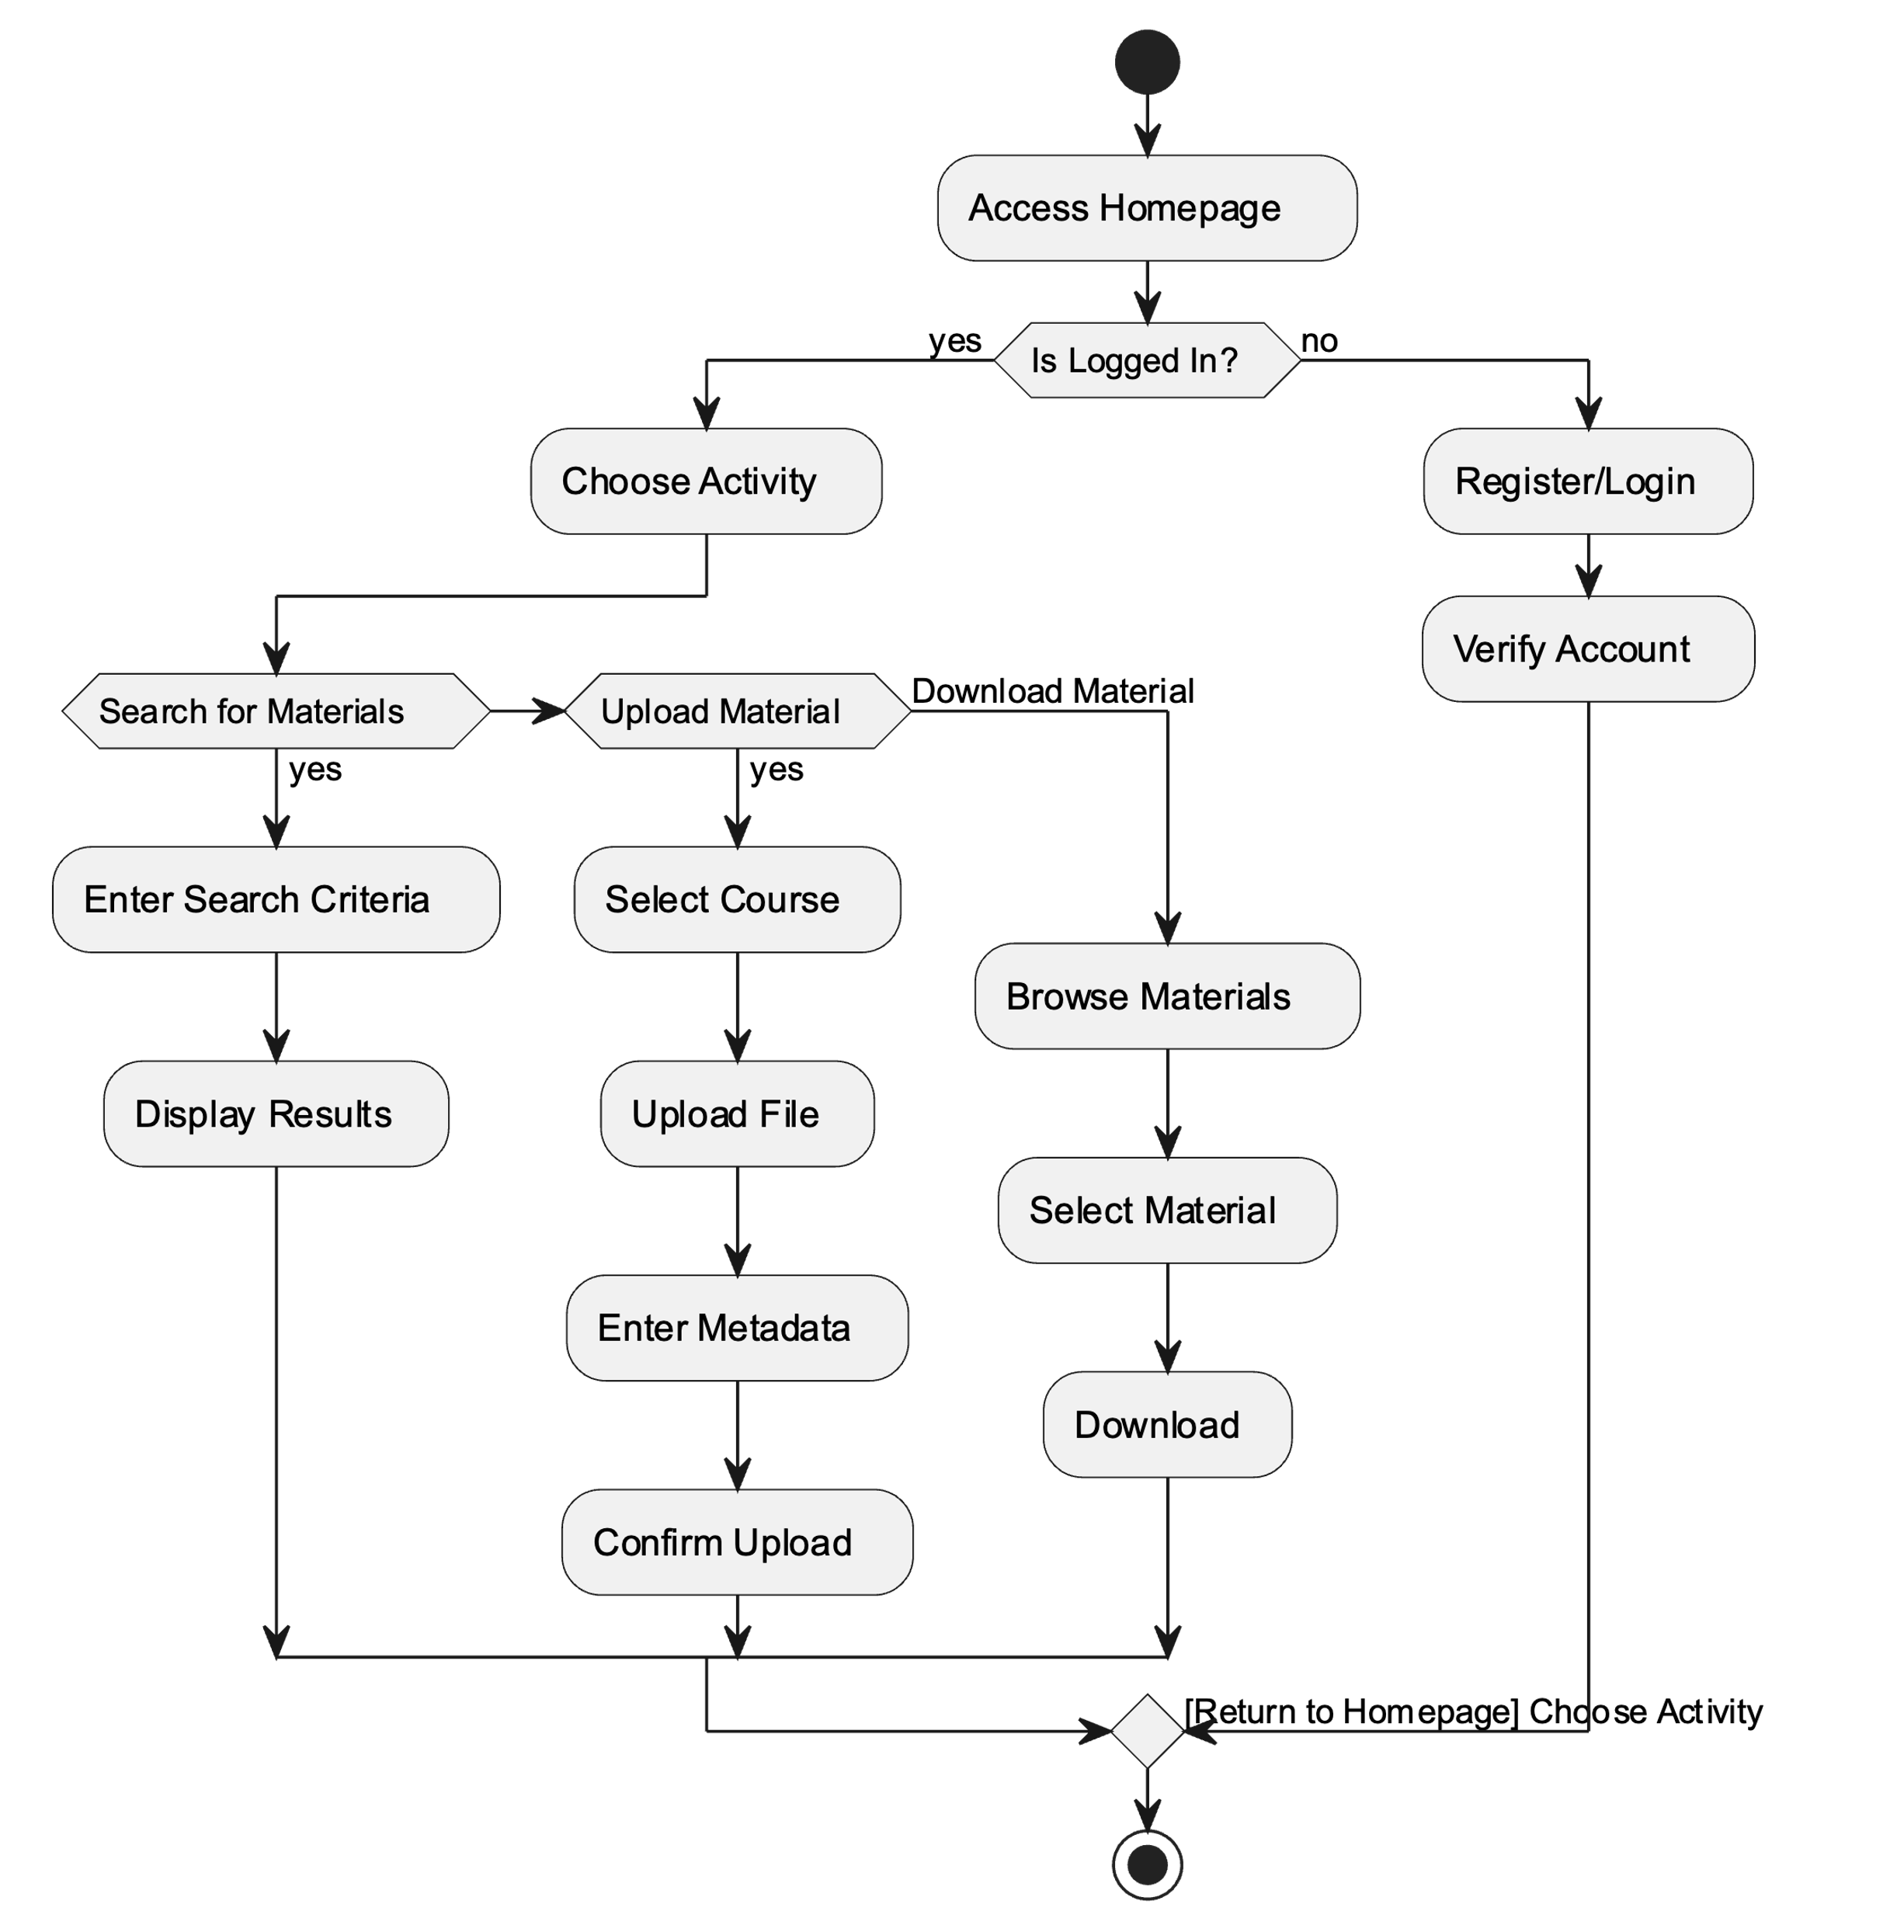 Access Homepage
yes
Is Logged In?
no
Choose Activity
Register/Login
Verify Account
Search for Materials
Upload Material
Download Material
yes
yes
Enter Search Criteria
Select Course
Browse Materials
Display Results
Upload File
Select Material
Enter Metadata
Download
Confirm Upload
[Return to Homepage] Choose Activity